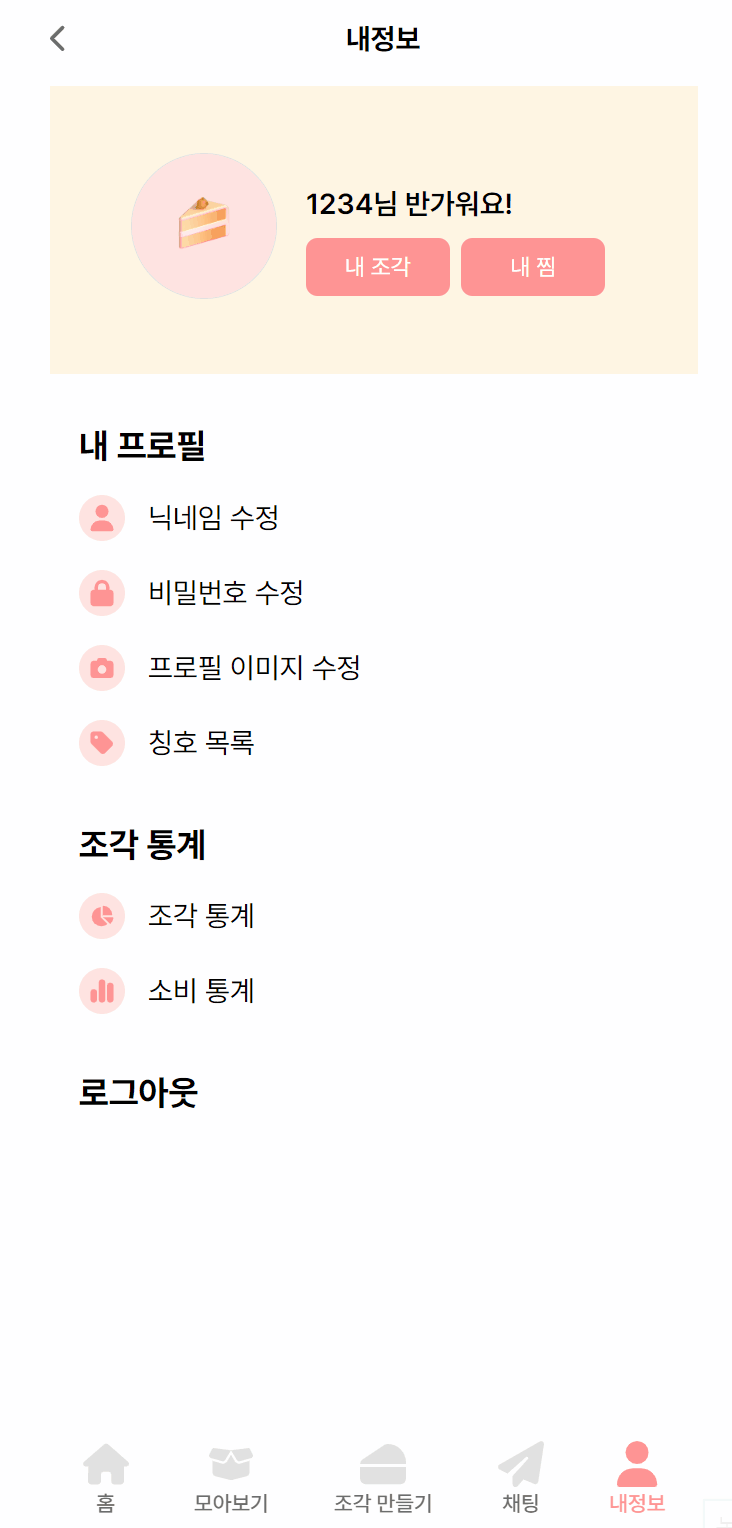 내정보
1234님 반가워요!
내 조각 내 찜
내 프로필
닉네임 수정
비밀번호 수정
프로필 이미지 수정
칭호 목록
조각 통계
조각 통계
소비 통계
로그아웃
홈 모아보기 조각 만들기 채팅 내정보